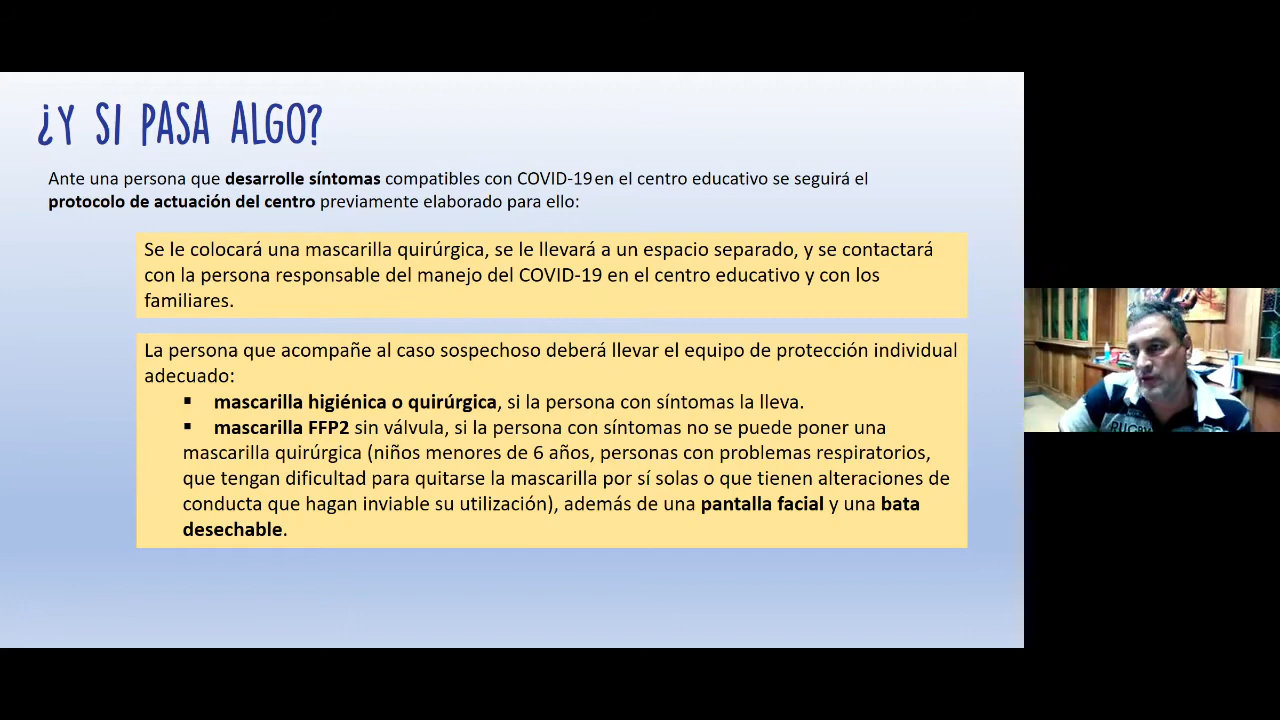 ¿Y SI PASA ALGO?
Ante una persona que desarrolle síntomas compatibles con COVID-19 en el centro educativo se seguirá el
protocolo de actuación del centro previamente elaborado para ello:
Se le colocará una mascarilla quirúrgica, se le llevará a un espacio separado, y se contactará
con la persona responsable del manejo del COVID-19 en el centro educativo y con los
familiares.
La persona que acompañe al caso sospechoso deberá llevar el equipo de protección individual
adecuado:
▪ mascarilla higiénica o quirúrgica, si la persona con síntomas la lleva.
▪ mascarilla FFP2 sin válvula, si la persona con síntomas no se puede poner una
mascarilla quirúrgica (niños menores de 6 años, personas con problemas respiratorios,
que tengan dificultad para quitarse la mascarilla por sí solas o que tienen alteraciones de
conducta que hagan inviable su utilización), además de una pantalla facial y una bata
desechable.
RUGBY